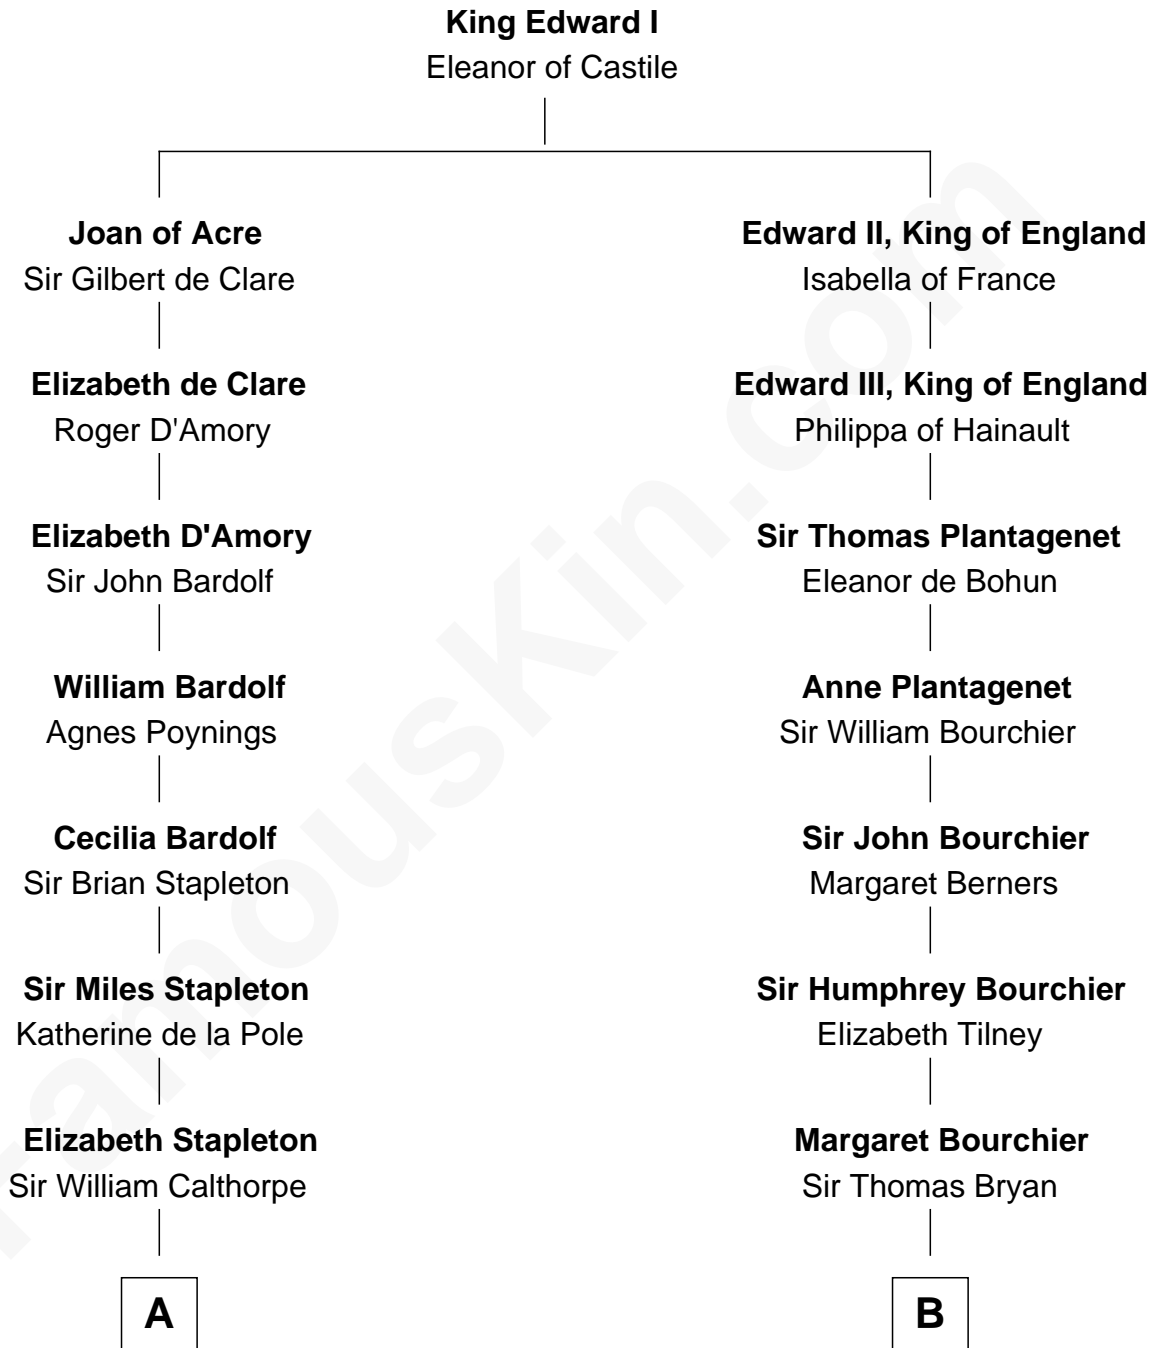 King Edward I
Eleanor of Castile
Joan of Acre
Sir Gilbert de Clare
Edward II, King of England
Isabella of France
Elizabeth de Clare
Roger D'Amory
Edward III, King of England
Philippa of Hainault
Elizabeth D'Amory
Sir John Bardolf
Sir Thomas Plantagenet
Eleanor de Bohun
William Bardolf
Agnes Poynings
Anne Plantagenet
Sir William Bourchier
Cecilia Bardolf
Sir Brian Stapleton
Sir John Bourchier
Margaret Berners
Sir Miles Stapleton
Katherine de la Pole
Sir Humphrey Bourchier
Elizabeth Tilney
Elizabeth Stapleton
Sir William Calthorpe
Margaret Bourchier
Sir Thomas Bryan
A
B
FamousKin.com